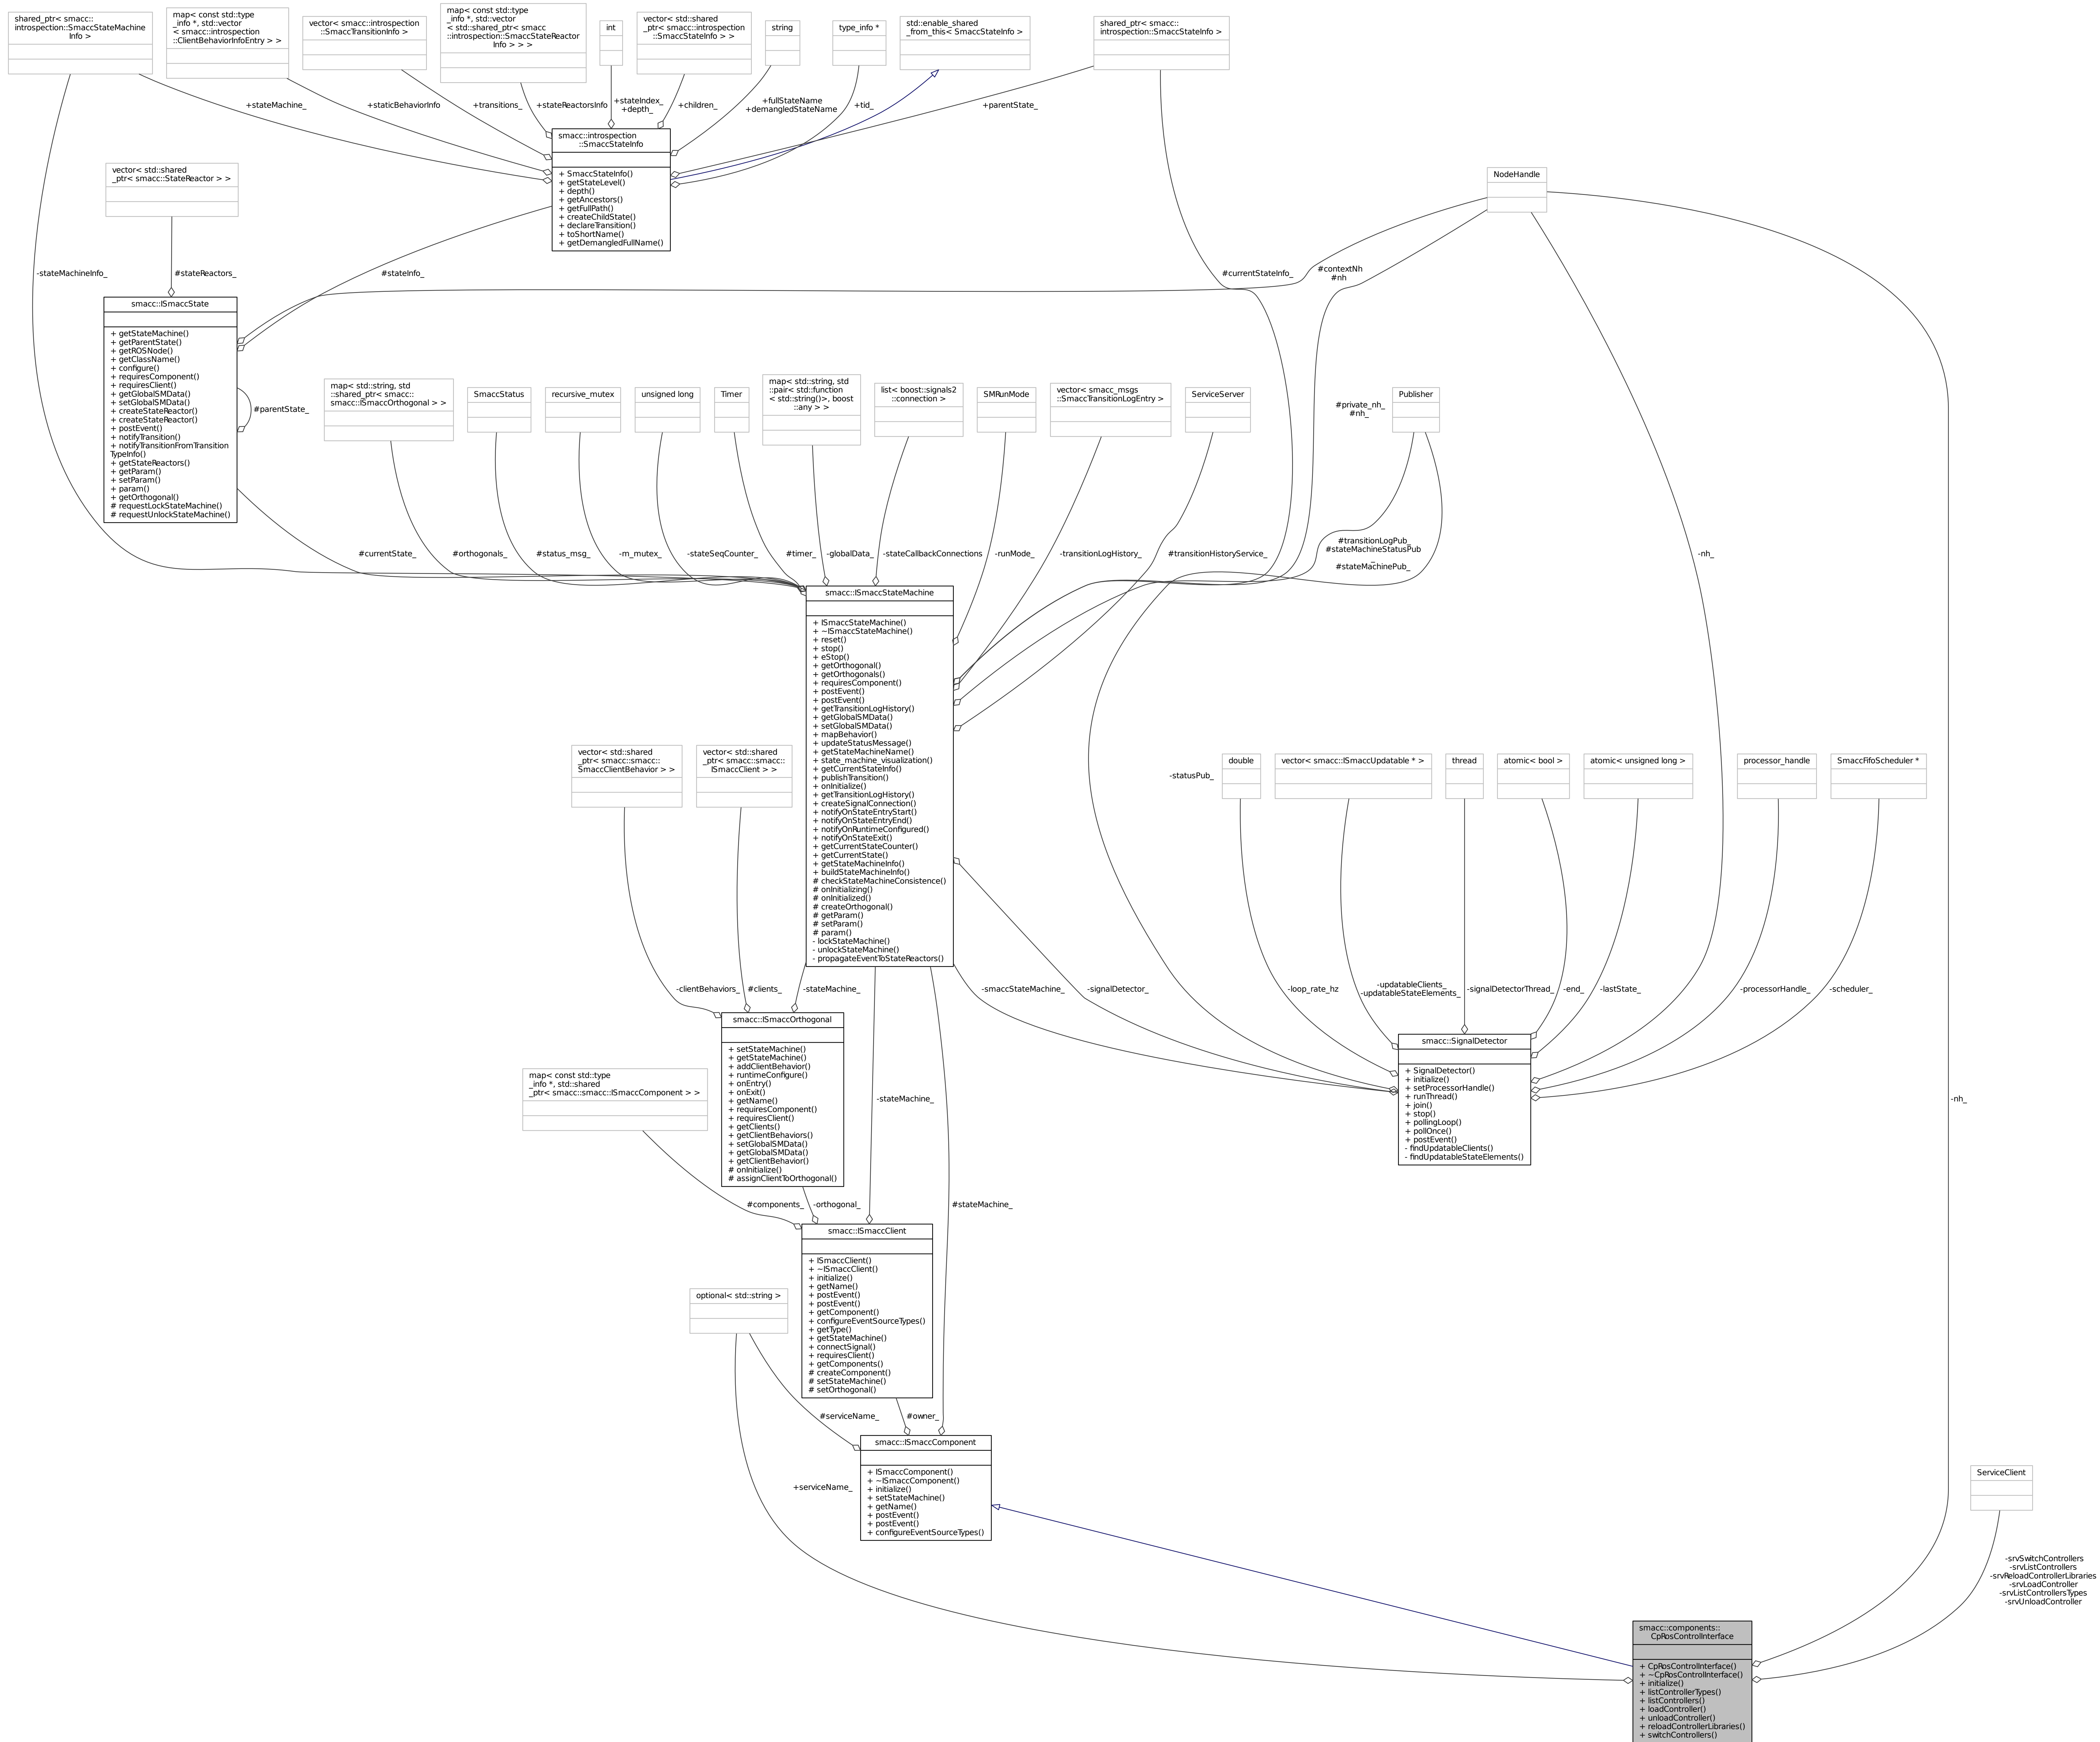 shared_ptr< smacc::
introspection::SmaccStateMachine
Info >
map< const std::type
_info *, std::vector
< smacc::introspection
::ClientBehaviorInfoEntry > >
vector< smacc::introspection
::SmaccTransitionInfo >
map< const std::type
_info *, std::vector
< std::shared_ptr< smacc
::introspection::SmaccStateReactor
Info > > >
int
vector< std::shared
_ptr< smacc::introspection
::SmaccStateInfo > >
string
type_info *
std::enable_shared
_from_this< SmaccStateInfo >
shared_ptr< smacc::
introspection::SmaccStateInfo >
+stateMachine_
+staticBehaviorInfo
+transitions_
+stateReactorsInfo
+stateIndex_
+depth_
+children_
+fullStateName
+demangledStateName
+tid_
+parentState_
smacc::introspection
::SmaccStateInfo
+ SmaccStateInfo()
+ getStateLevel()
+ depth()
+ getAncestors()
+ getFullPath()
+ createChildState()
+ declareTransition()
+ toShortName()
+ getDemangledFullName()
vector< std::shared
_ptr< smacc::StateReactor > >
NodeHandle
-stateMachineInfo_
#stateReactors_
#stateInfo_
#currentStateInfo_
#contextNh
#nh
smacc::ISmaccState
+ getStateMachine()
+ getParentState()
+ getROSNode()
+ getClassName()
+ configure()
+ requiresComponent()
+ requiresClient()
+ getGlobalSMData()
+ setGlobalSMData()
+ createStateReactor()
+ createStateReactor()
+ postEvent()
+ notifyTransition()
+ notifyTransitionFromTransition
TypeInfo()
+ getStateReactors()
+ getParam()
+ setParam()
+ param()
+ getOrthogonal()
# requestLockStateMachine()
# requestUnlockStateMachine()
#parentState_
map< std::string, std
::shared_ptr< smacc::
smacc::ISmaccOrthogonal > >
SmaccStatus
recursive_mutex
unsigned long
Timer
map< std::string, std
::pair< std::function
< std::string()>, boost
::any > >
list< boost::signals2
::connection >
SMRunMode
vector< smacc_msgs
::SmaccTransitionLogEntry >
ServiceServer
#private_nh_
#nh_
Publisher
#currentState_
#orthogonals_
#status_msg_
-m_mutex_
-stateSeqCounter_
#timer_
-globalData_
-stateCallbackConnections
-runMode_
-transitionLogHistory_
#transitionHistoryService_
#transitionLogPub_
#stateMachineStatusPub
_
#stateMachinePub_
-nh_
smacc::ISmaccStateMachine
+ ISmaccStateMachine()
+ ~ISmaccStateMachine()
+ reset()
+ stop()
+ eStop()
+ getOrthogonal()
+ getOrthogonals()
+ requiresComponent()
+ postEvent()
+ postEvent()
+ getTransitionLogHistory()
+ getGlobalSMData()
+ setGlobalSMData()
+ mapBehavior()
+ updateStatusMessage()
+ getStateMachineName()
+ state_machine_visualization()
+ getCurrentStateInfo()
+ publishTransition()
+ onInitialize()
+ getTransitionLogHistory()
+ createSignalConnection()
+ notifyOnStateEntryStart()
+ notifyOnStateEntryEnd()
+ notifyOnRuntimeConfigured()
+ notifyOnStateExit()
+ getCurrentStateCounter()
+ getCurrentState()
+ getStateMachineInfo()
+ buildStateMachineInfo()
# checkStateMachineConsistence()
# onInitializing()
# onInitialized()
# createOrthogonal()
# getParam()
# setParam()
# param()
- lockStateMachine()
- unlockStateMachine()
- propagateEventToStateReactors()
vector< std::shared
_ptr< smacc::smacc::
SmaccClientBehavior > >
vector< std::shared
_ptr< smacc::smacc::
ISmaccClient > >
-statusPub_
double
vector< smacc::ISmaccUpdatable * >
thread
atomic< bool >
atomic< unsigned long >
processor_handle
SmaccFifoScheduler *
-clientBehaviors_
#clients_
-stateMachine_
-smaccStateMachine_
-signalDetector_
-loop_rate_hz
-updatableClients_
-updatableStateElements_
-signalDetectorThread_
-end_
-lastState_
-processorHandle_
-scheduler_
smacc::ISmaccOrthogonal
+ setStateMachine()
+ getStateMachine()
+ addClientBehavior()
+ runtimeConfigure()
+ onEntry()
+ onExit()
+ getName()
+ requiresComponent()
+ requiresClient()
+ getClients()
+ getClientBehaviors()
+ setGlobalSMData()
+ getGlobalSMData()
+ getClientBehavior()
# onInitialize()
# assignClientToOrthogonal()
smacc::SignalDetector
+ SignalDetector()
+ initialize()
+ setProcessorHandle()
+ runThread()
+ join()
+ stop()
+ pollingLoop()
+ pollOnce()
+ postEvent()
- findUpdatableClients()
- findUpdatableStateElements()
map< const std::type
_info *, std::shared
_ptr< smacc::smacc::ISmaccComponent > >
-stateMachine_
-nh_
#components_
-orthogonal_
#stateMachine_
smacc::ISmaccClient
+ ISmaccClient()
+ ~ISmaccClient()
+ initialize()
+ getName()
+ postEvent()
+ postEvent()
+ getComponent()
+ configureEventSourceTypes()
+ getType()
+ getStateMachine()
+ connectSignal()
+ requiresClient()
+ getComponents()
# createComponent()
# setStateMachine()
# setOrthogonal()
optional< std::string >
#serviceName_
#owner_
smacc::ISmaccComponent
+ ISmaccComponent()
+ ~ISmaccComponent()
+ initialize()
+ setStateMachine()
+ getName()
+ postEvent()
+ postEvent()
+ configureEventSourceTypes()
+serviceName_
ServiceClient
-srvSwitchControllers
-srvListControllers
-srvReloadControllerLibraries
-srvLoadController
-srvListControllersTypes
-srvUnloadController
smacc::components::
CpRosControlInterface
+ CpRosControlInterface()
+ ~CpRosControlInterface()
+ initialize()
+ listControllerTypes()
+ listControllers()
+ loadController()
+ unloadController()
+ reloadControllerLibraries()
+ switchControllers()